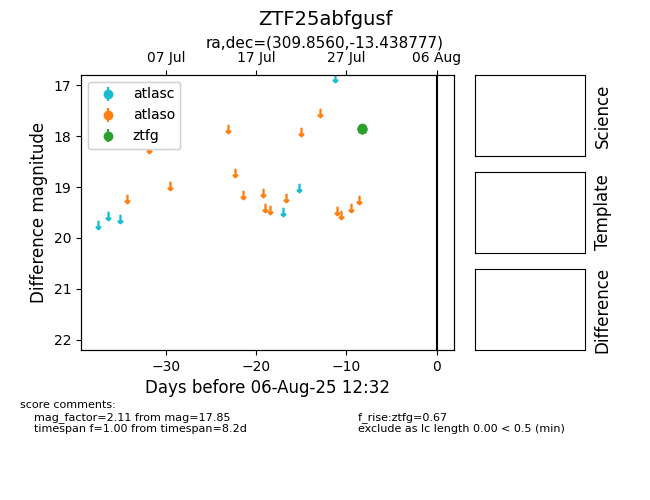 ZTF25abfgusf
ra,dec=(309.8560,-13.438777)
07 Jul 17 Jul 27 Jul 06 Aug
atlasc
atlaso
ztfg
17
18
19
20
21
22
Difference magnitude
−30 −20 −10 0
Days before 06-Aug-25 12:32
Science
Template
Difference
score comments:
mag_factor=2.11 from mag=17.85
timespan f=1.00 from timespan=8.2d
f_rise:ztfg=0.67
exclude as lc length 0.00 < 0.5 (min)